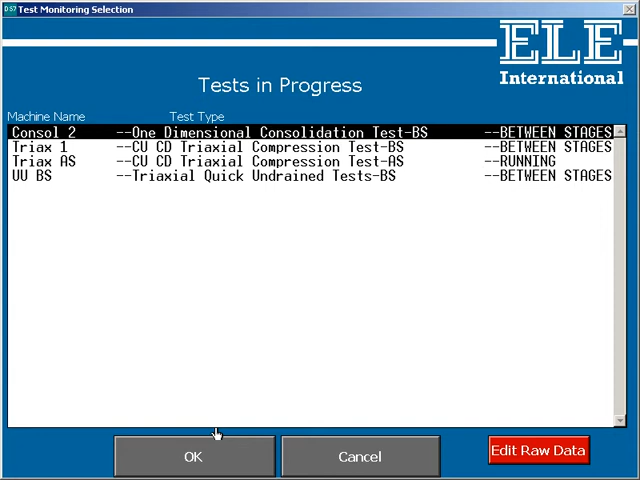 DS7 Test Monitoring Selection
ELE
International
Tests in Progress
Machine Name Test Type
Consol 2 --One Dimensional Consolidation Test-BS --BETWEEN STAGES
Triax 1 --CU CD Triaxial Compression Test-BS --BETWEEN STAGES
Triax AS --CU CD Triaxial Compression Test-AS --RUNNING
UU BS --Triaxial Quick Undrained Tests-BS --BETWEEN STAGES
OK Cancel Edit Raw Data